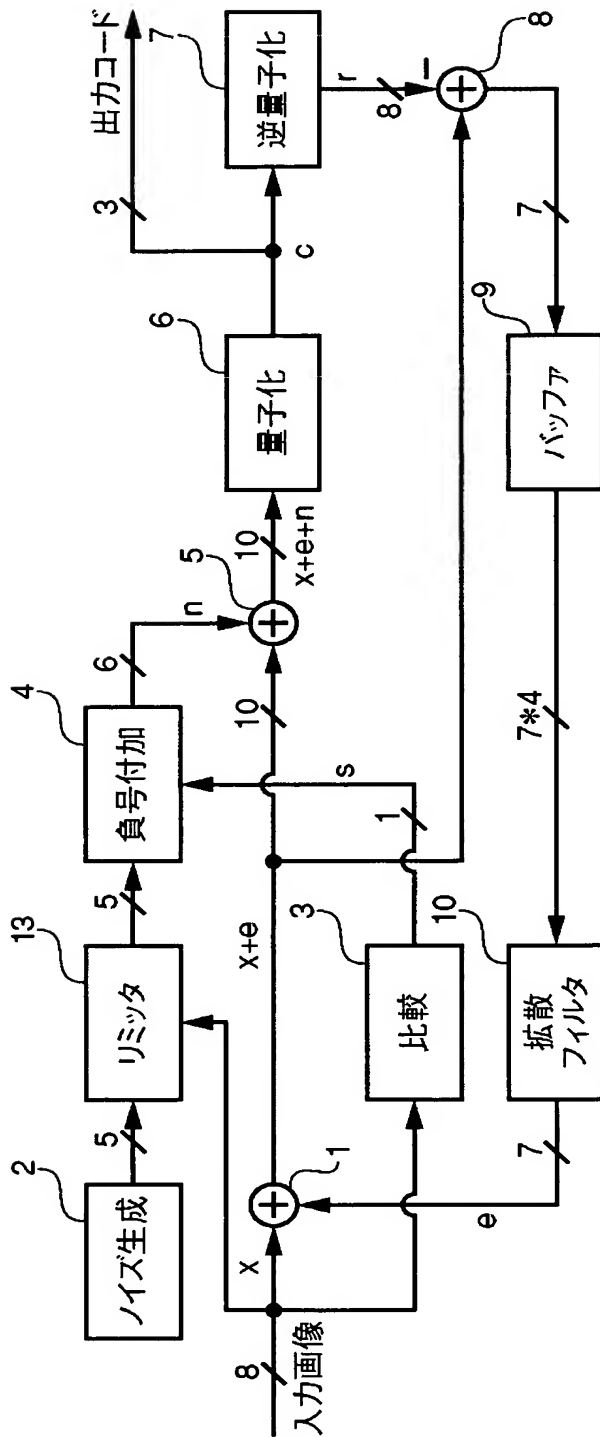 2
ノイズ生成
5
13
リミッタ
5
4
負号付加
6
n
5
10
10
x+e+n
6
量子化
c
3
出力コード
7
逆量子化
r
8
−
8
8
入力画像
x
1
x+e
s
1
3
比較
e
7
10
拡散
フィルタ
7*4
9
バッファ
7